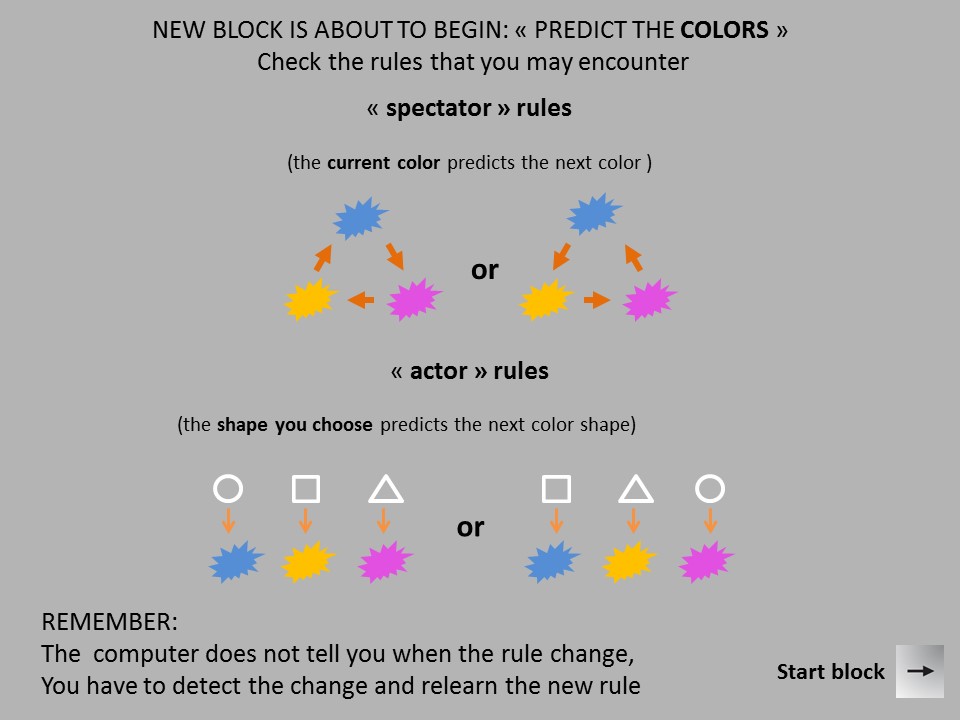 NEW BLOCK IS ABOUT TO BEGIN: « PREDICT THE COLORS »
Check the rules that you may encounter
« spectator » rules
(the current color predicts the next color )
or
« actor » rules
(the shape you choose predicts the next color shape)
or
REMEMBER:
The  computer does not tell you when the rule change,
You have to detect the change and relearn the new rule
Start block